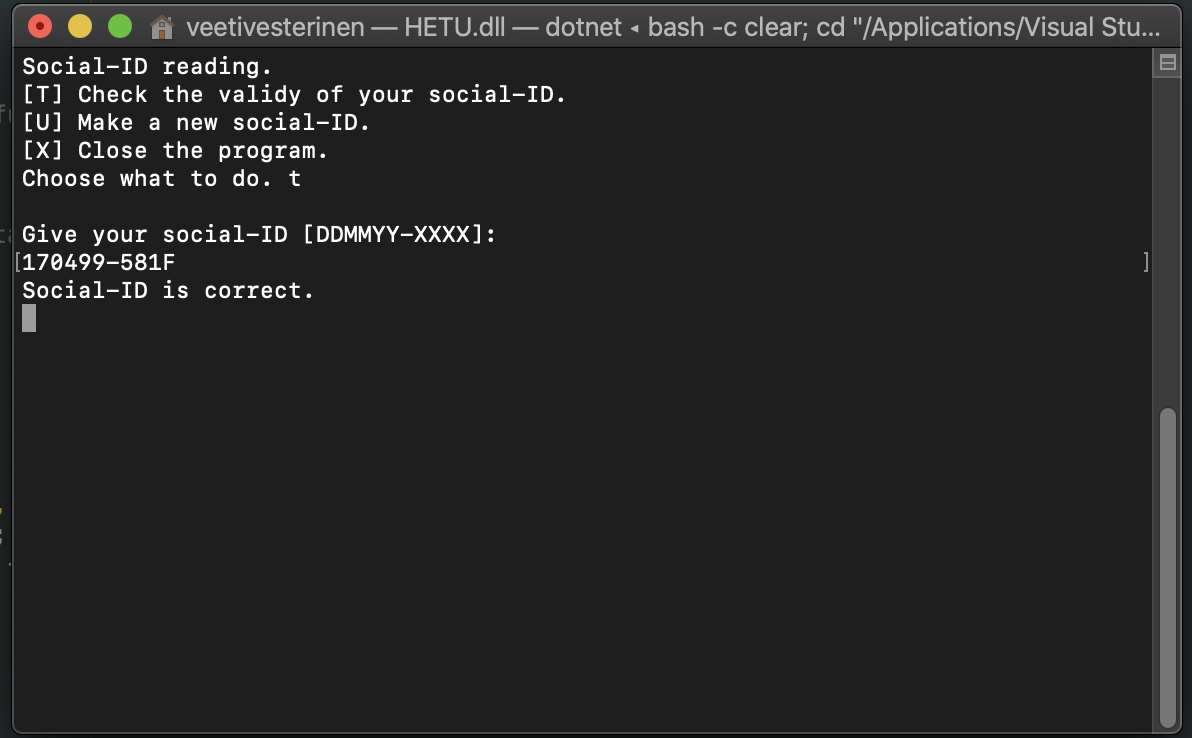 veetivesterinen — HETU.dll — dotnet ◂ bash -c clear; cd "/Applications/Visual Stu...
Social-ID reading.
[T] Check the validy of your social-ID.
[U] Make a new social-ID.
[X] Close the program.
Choose what to do. t
Give your social-ID [DDMMYY-XXXX]:
[170499-581F ]
Social-ID is correct.